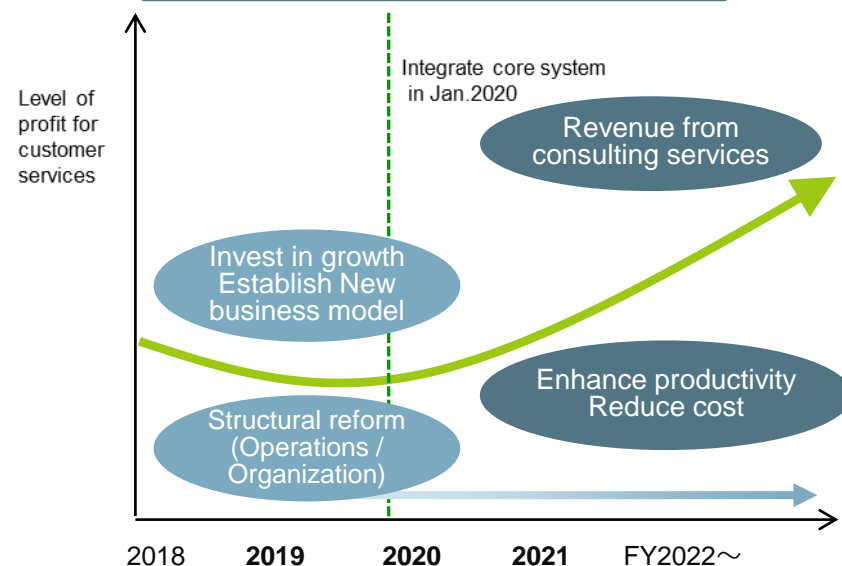 Level of
profit for
customer
services
Integrate core system
in Jan.2020
Revenue from
consulting services
Invest in growth
Establish New
business model
Enhance productivity
Reduce cost
Structural reform
(Operations /
Organization)
2018 2019 2020 2021 FY2022～